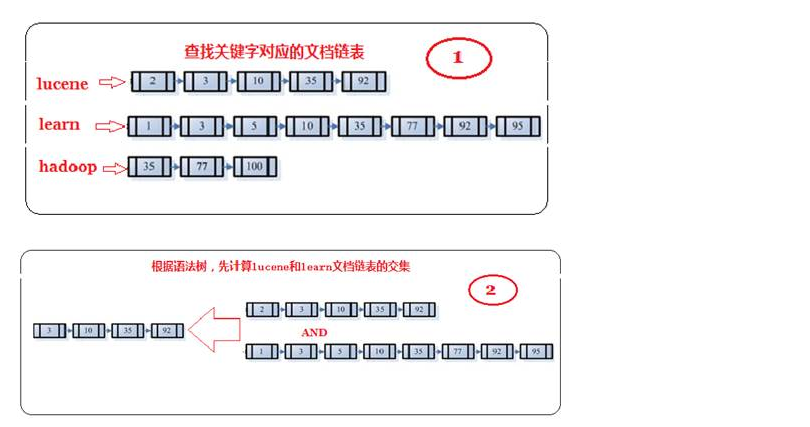 查找关键字对应的文档链表
1
lucene 2 3 10 35 92
learn 1 3 5 10 35 77 92 95
hadoop 35 77 100
根据语法树，先计算lucene和learn文档链表的交集
2
2 3 10 35 92
3 10 35 92
AND
1 3 5 10 35 77 92 95